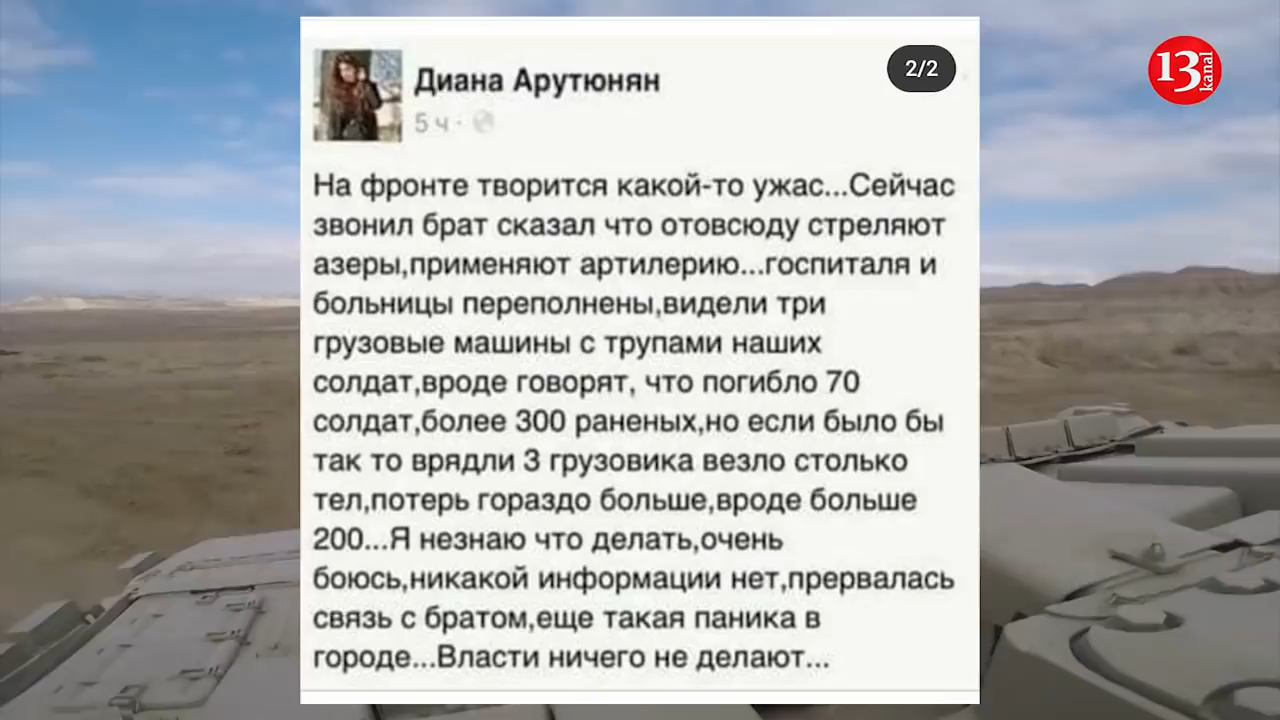 Диана Арутюнян
2/2
13 kanal
5 ч ·
На фронте творится какой-то ужас...Сейчас
звонил брат сказал что отовсюду стреляют
азеры,применяют артилерию...госпиталя и
больницы переполнены,видели три
грузовые машины с трупами наших
солдат,вроде говорят, что погибло 70
солдат,более 300 раненых,но если было бы
так то врядли 3 грузовика везло столько
тел,потерь гораздо больше,вроде больше
200...Я незнаю что делать,очень
боюсь,никакой информации нет,прервалась
связь с братом,еще такая паника в
городе...Власти ничего не делают...